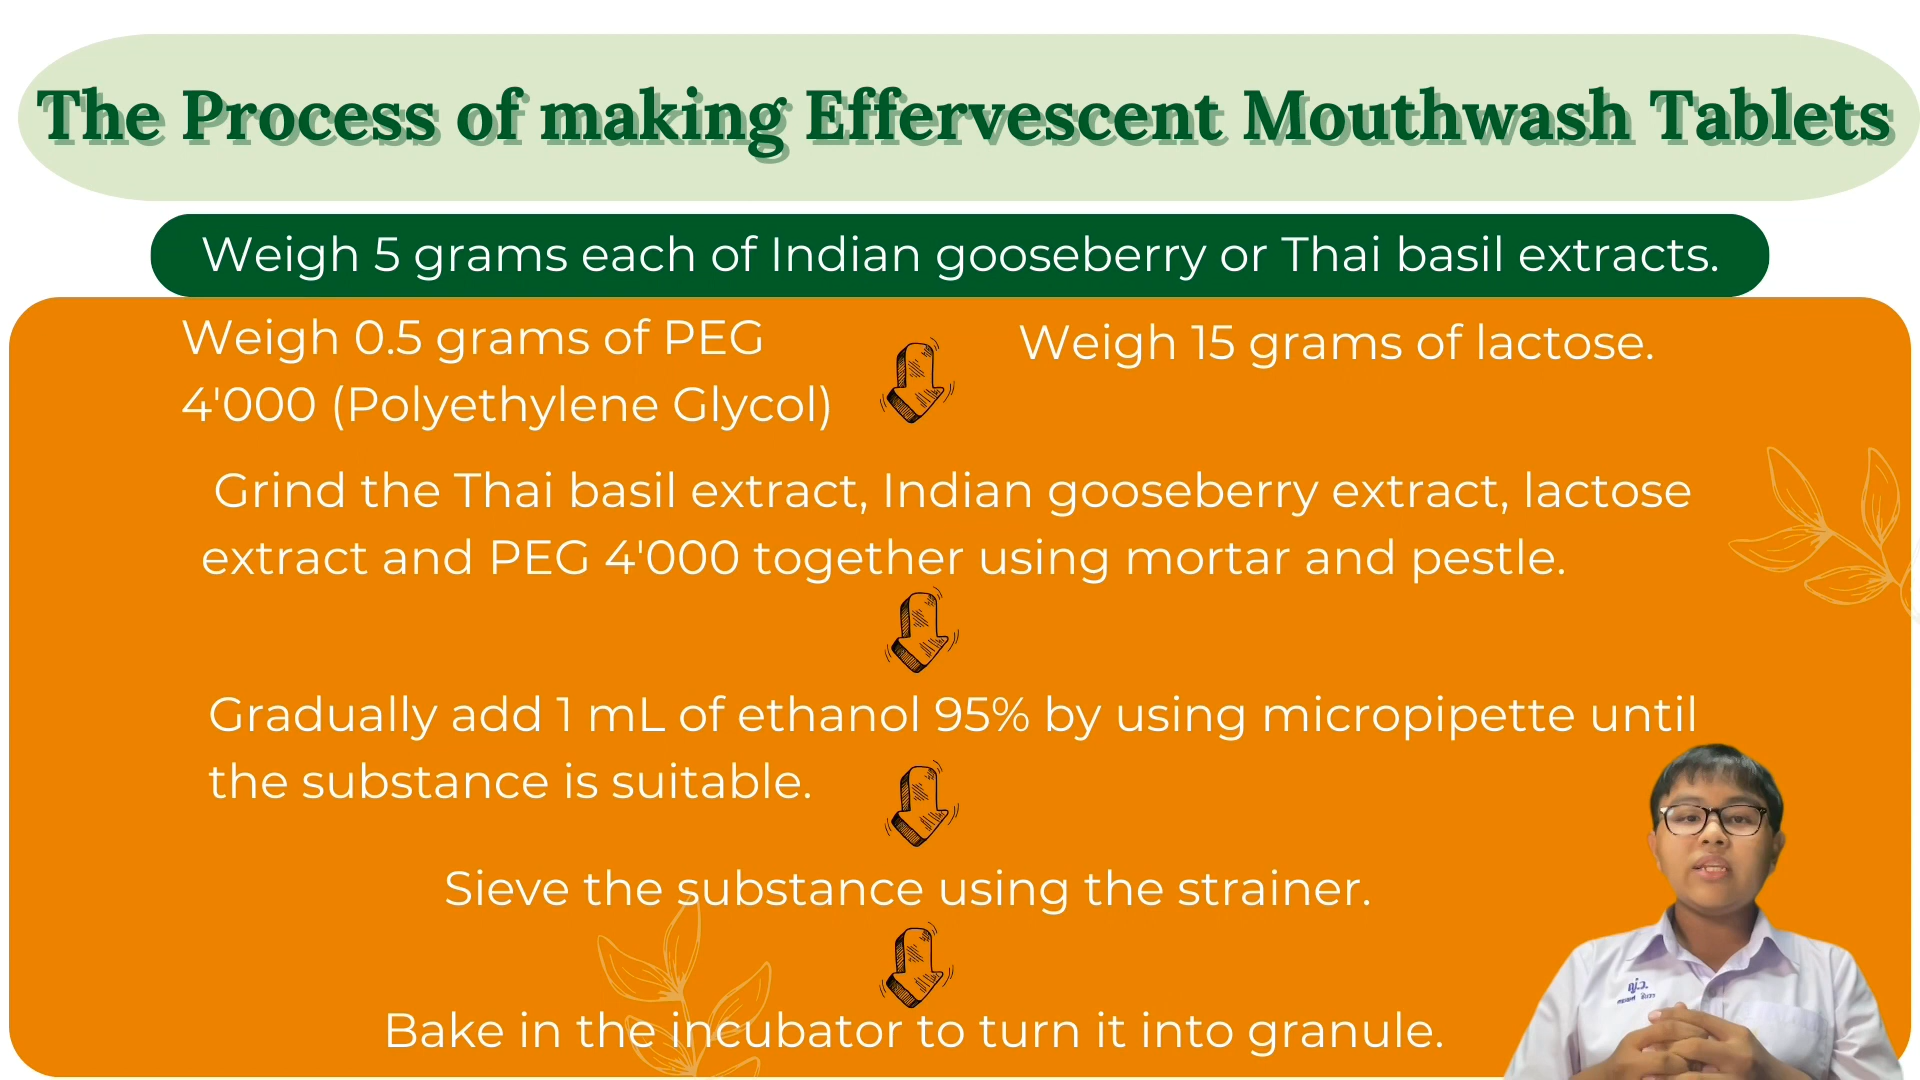 The Process of making Effervescent Mouthwash Tablets
Weigh 5 grams each of Indian gooseberry or Thai basil extracts.
Weigh 0.5 grams of PEG
4'000 (Polyethylene Glycol)
Weigh 15 grams of lactose.
Grind the Thai basil extract, Indian gooseberry extract, lactose
extract and PEG 4'000 together using mortar and pestle.
Gradually add 1 mL of ethanol 95% by using micropipette until
the substance is suitable.
Sieve the substance using the strainer.
Bake in the incubator to turn it into granule.